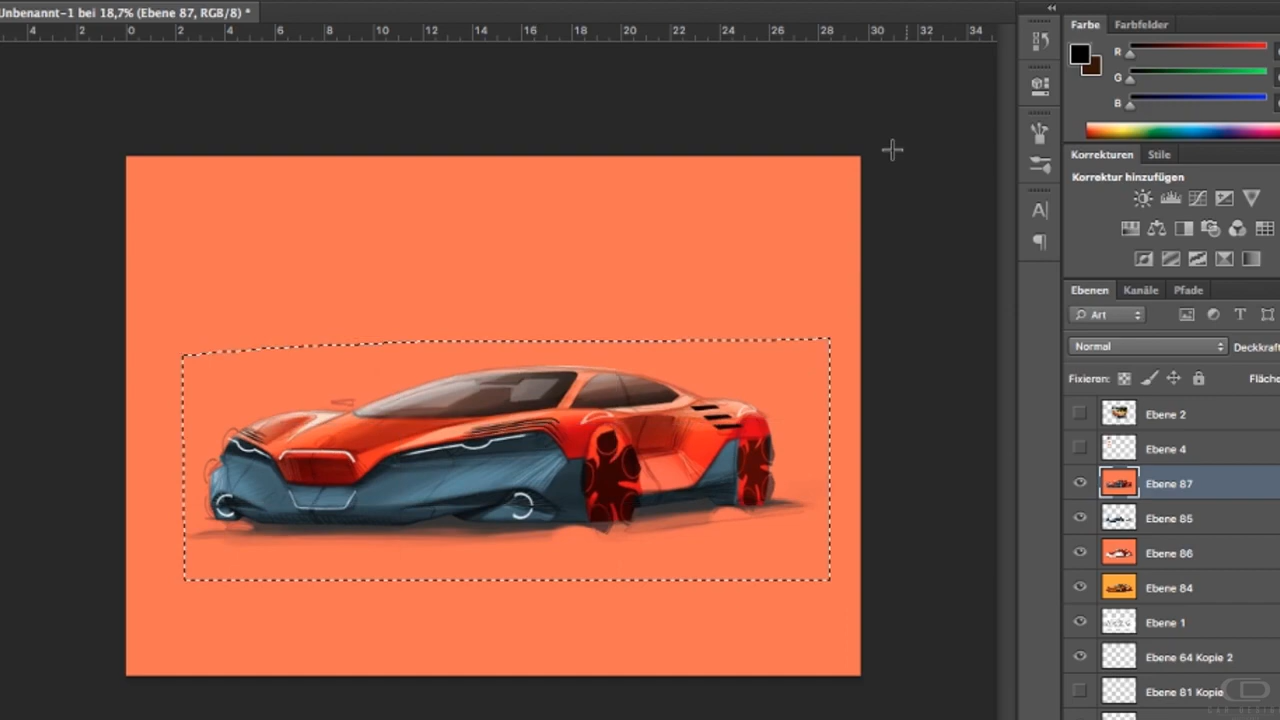 Unbenannt-1 bei 18,7% (Ebene 87, RGB/8) *
4 2 0 2 4 6 8 10 12 14 16 18 20 22 24 26 28 30 32 34
Farbe Farbfelder
R
G
B
Korrekturen Stile
Korrektur hinzufügen
A
Ebenen Kanäle Pfade
Art
T
Normal Deckkraft
Fixieren: Fläche
Ebene 2
Ebene 4
Ebene 87
Ebene 85
Ebene 86
Ebene 84
Ebene 1
Ebene 64 Kopie 2
Ebene 81 Kopie